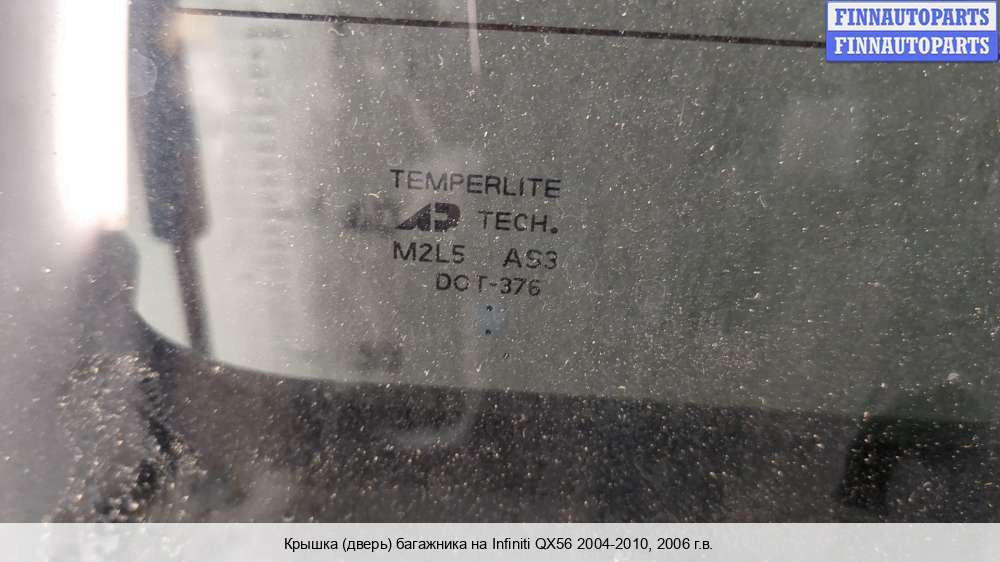 FINNAUTOPARTS
FINNAUTOPARTS
TEMPERLITE
TECH.
M2L5 AS3
DOT-376
Крышка (дверь) багажника на Infiniti QX56 2004-2010, 2006 г.в.